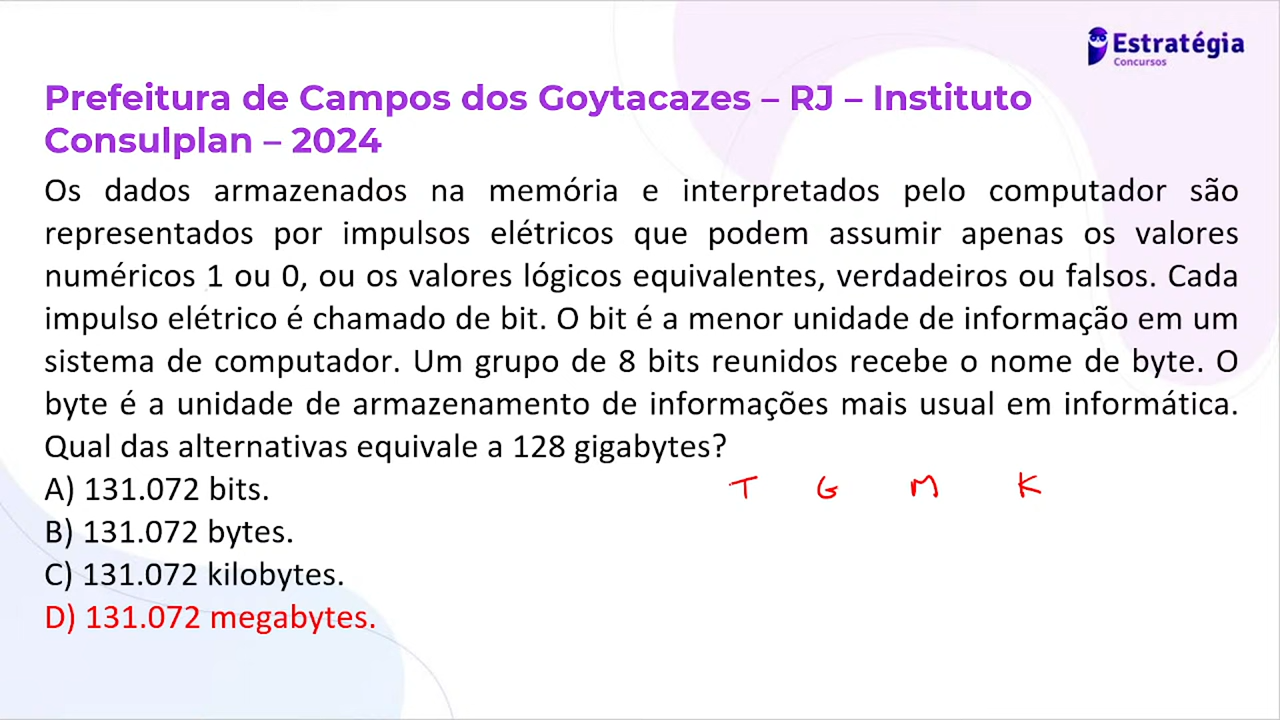 Estratégia
Concursos
Prefeitura de Campos dos Goytacazes – RJ – Instituto
Consulplan – 2024
Os dados armazenados na memória e interpretados pelo computador são
representados por impulsos elétricos que podem assumir apenas os valores
numéricos 1 ou 0, ou os valores lógicos equivalentes, verdadeiros ou falsos. Cada
impulso elétrico é chamado de bit. O bit é a menor unidade de informação em um
sistema de computador. Um grupo de 8 bits reunidos recebe o nome de byte. O
byte é a unidade de armazenamento de informações mais usual em informática.
Qual das alternativas equivale a 128 gigabytes?
A) 131.072 bits.
T G M K
B) 131.072 bytes.
C) 131.072 kilobytes.
D) 131.072 megabytes.